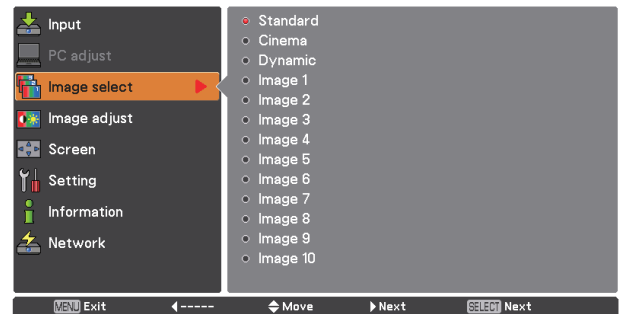 Input
PC adjust
Image select
Image adjust
Screen
Setting
Information
Network
Standard
Cinema
Dynamic
Image 1
Image 2
Image 3
Image 4
Image 5
Image 6
Image 7
Image 8
Image 9
Image 10
MENU Exit ----- Move Next SELECT Next